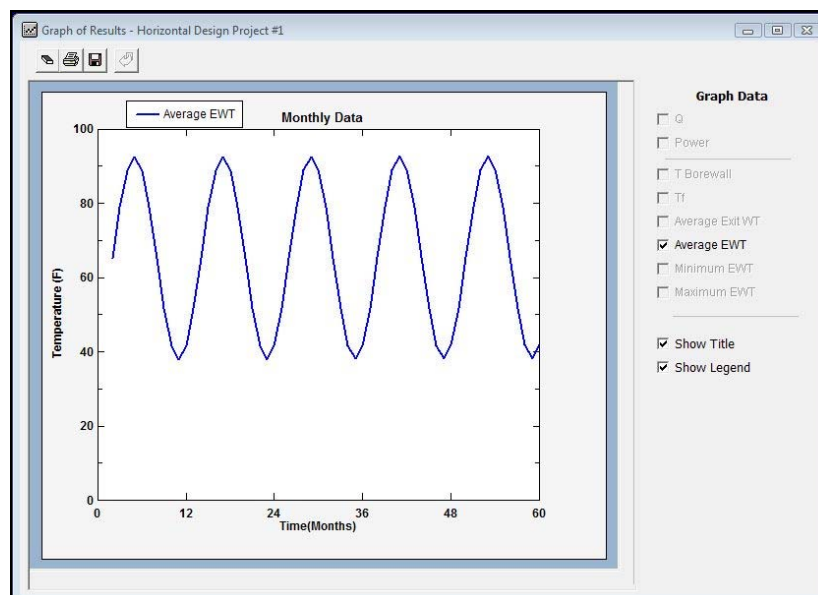 Graph of Results - Horizontal Design Project #1
Average EWT
Monthly Data
100
80
60
40
20
0
Temperature (F)
0 12 24 36 48 60
Time(Months)
Graph Data
Q
Power
T Borewall
Tf
Average Exit WT
Average EWT
Minimum EWT
Maximum EWT
Show Title
Show Legend